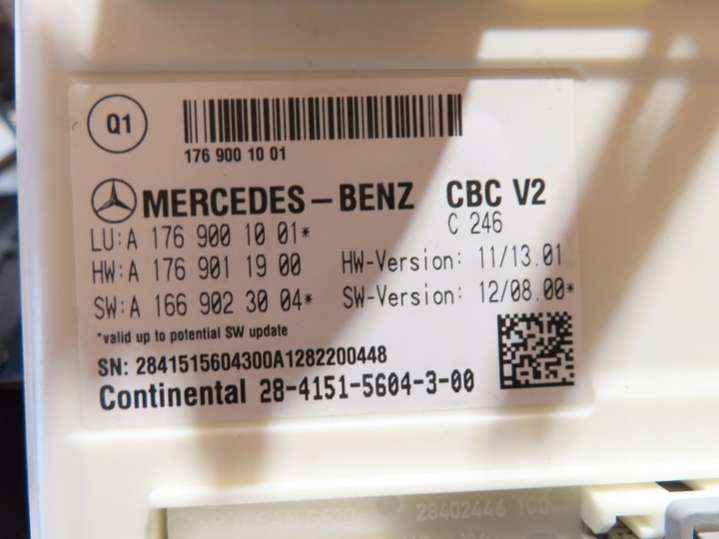 Q1
176 900 10 01
MERCEDES-BENZ CBC V2
C 246
LU:A 176 900 10 01*
HW:A 176 901 19 00 HW-Version: 11/13.01
SW:A 166 902 30 04* SW-Version: 12/08.00*
*valid up to potential SW update
SN: 2841515604300A1282200448
Continental 28-4151-5604-3-00
28402446 100